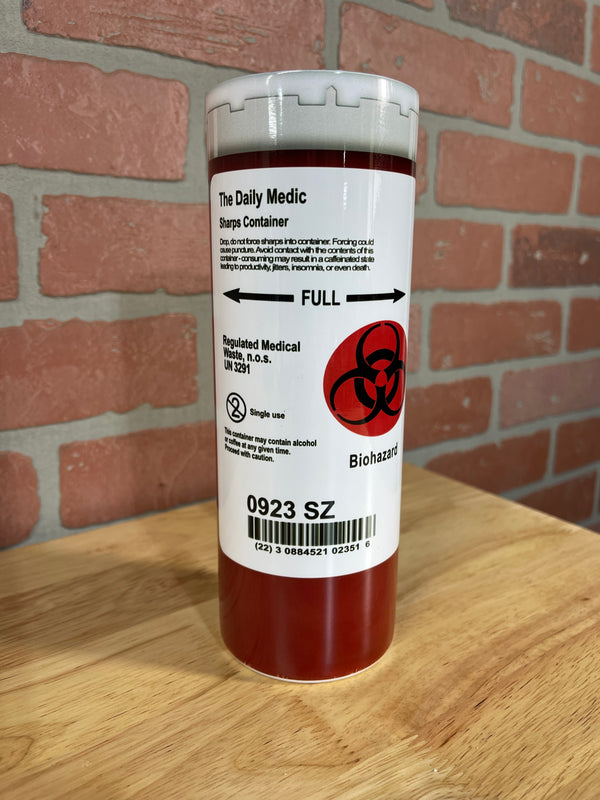 The Daily Medic
Sharps Container
Drop, do not force sharps into container. Forcing could
cause puncture. Avoid contact with the contents of this
container - consuming may result in a caffeinated state
leading to productivity, jitters, insomnia, or even death.
FULL
Regulated Medical
Waste, n.o.s.
UN 3291
2
Single use
This container may contain alcohol
or coffee at any given time.
Proceed with caution.
Biohazard
0923 SZ
(22) 3 0884521 02351 6